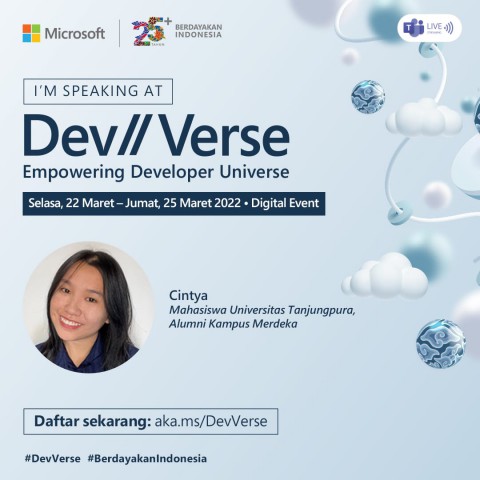 Microsoft
25+
TAHUN
BERDAYAKAN
INDONESIA
LIVE
I'M SPEAKING AT
Dev// Verse
Empowering Developer Universe
Selasa, 22 Maret – Jumat, 25 Maret 2022 • Digital Event
Cintya
Mahasiswa Universitas Tanjungpura,
Alumni Kampus Merdeka
Daftar sekarang: aka.ms/DevVerse
#DevVerse #BerdayakanIndonesia